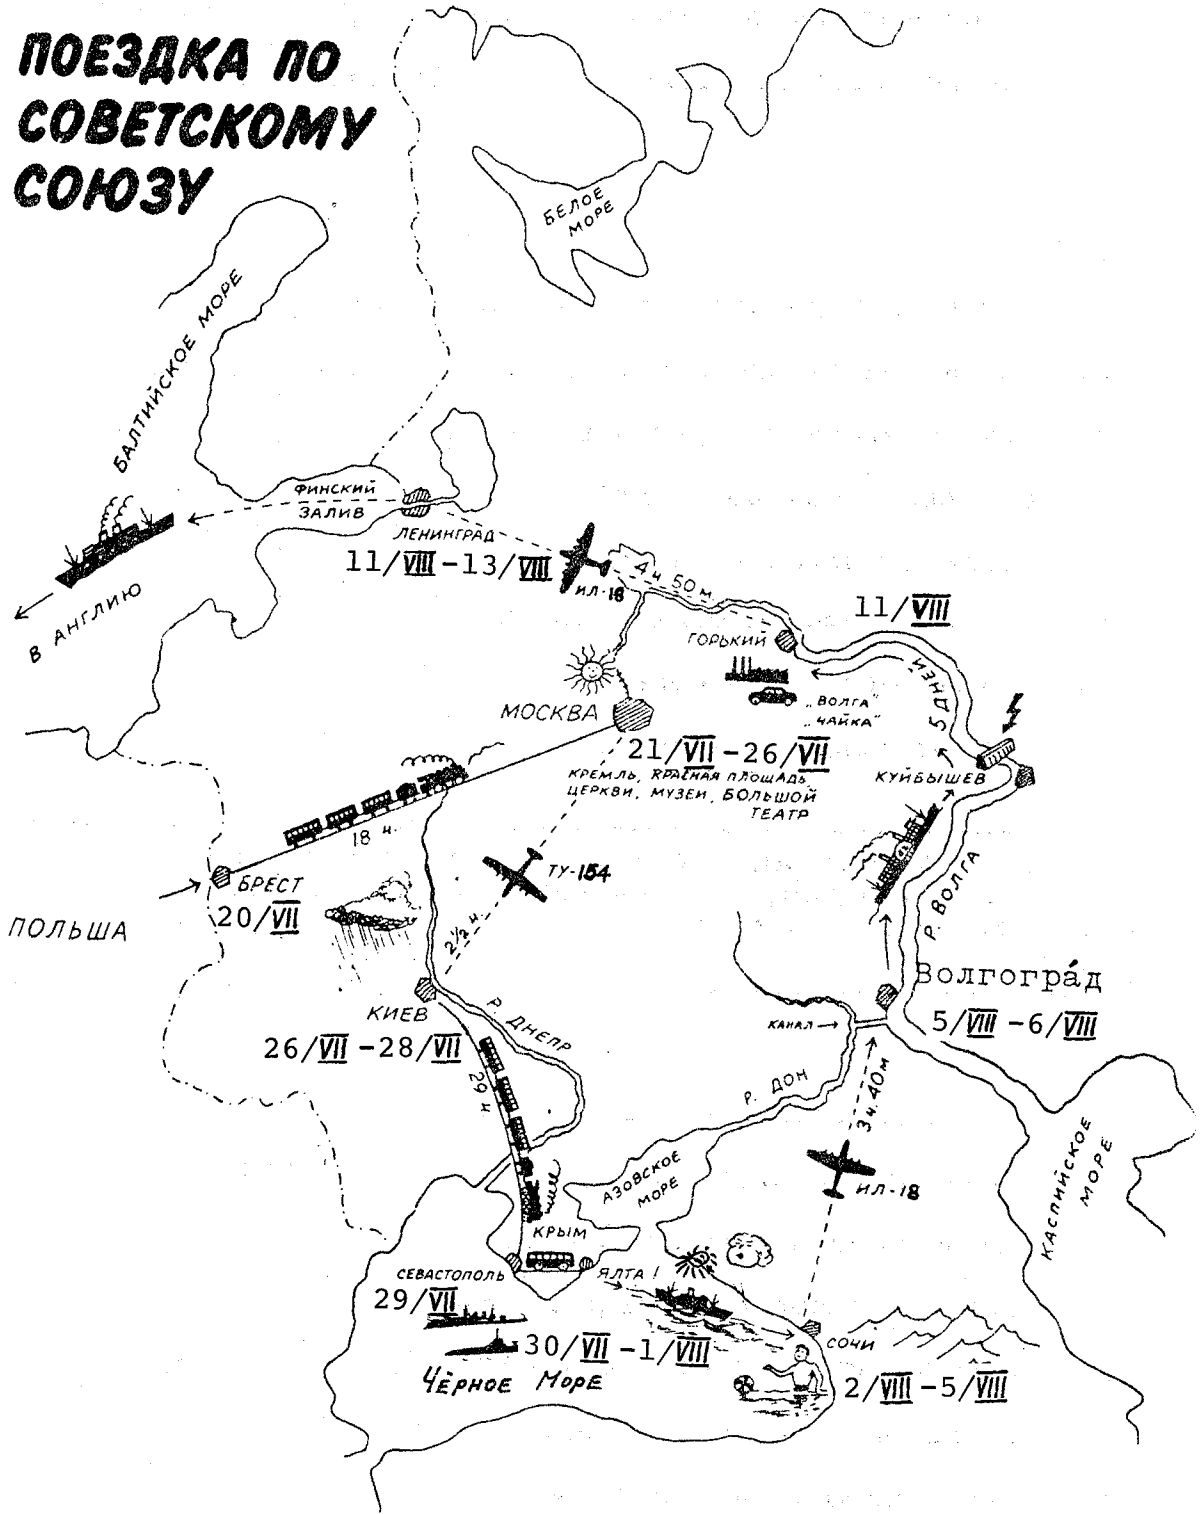 ПОЕЗДКА ПО
СОВЕТСКОМУ
СОЮЗУ
БЕЛОЕ
МОРЕ
БАЛТИЙСКОЕ МОРЕ
ФИНСКИЙ
ЗАЛИВ
ЛЕНИНГРАД
11/VIII-13/VIII
ИЛ-18
4 ч 50 м
В АНГЛИЮ
11/VIII
ГОРЬКИЙ
„ВОЛГА"
„ЧАЙКА"
5 ДНЕЙ
МОСКВА
21/VII-26/VII
КРЕМЛЬ, КРАСНАЯ ПЛОЩАДЬ,
ЦЕРКВИ, МУЗЕИ, БОЛЬШОЙ
ТЕАТР
КУЙБЫШЕВ
18 ч.
ТУ-154
БРЕСТ
20/VII
ПОЛЬША
Р. ВОЛГА
2½ ч.
Волгогра́д
5/VIII-6/VIII
КИЕВ
26/VII-28/VII
Р. ДНЕПР
КАНАЛ→
29 ч
Р. ДОН
3 ч. 40м
АЗОВСКОЕ
МОРЕ
ИЛ-18
КАСПИЙСКОЕ
МОРЕ
КРЫМ
СЕВАСТОПОЛЬ
29/VII
ЯЛТА!
30/VII-1/VIII
ЧЁРНОЕ МОРЕ
СОЧИ
2/VIII-5/VIII